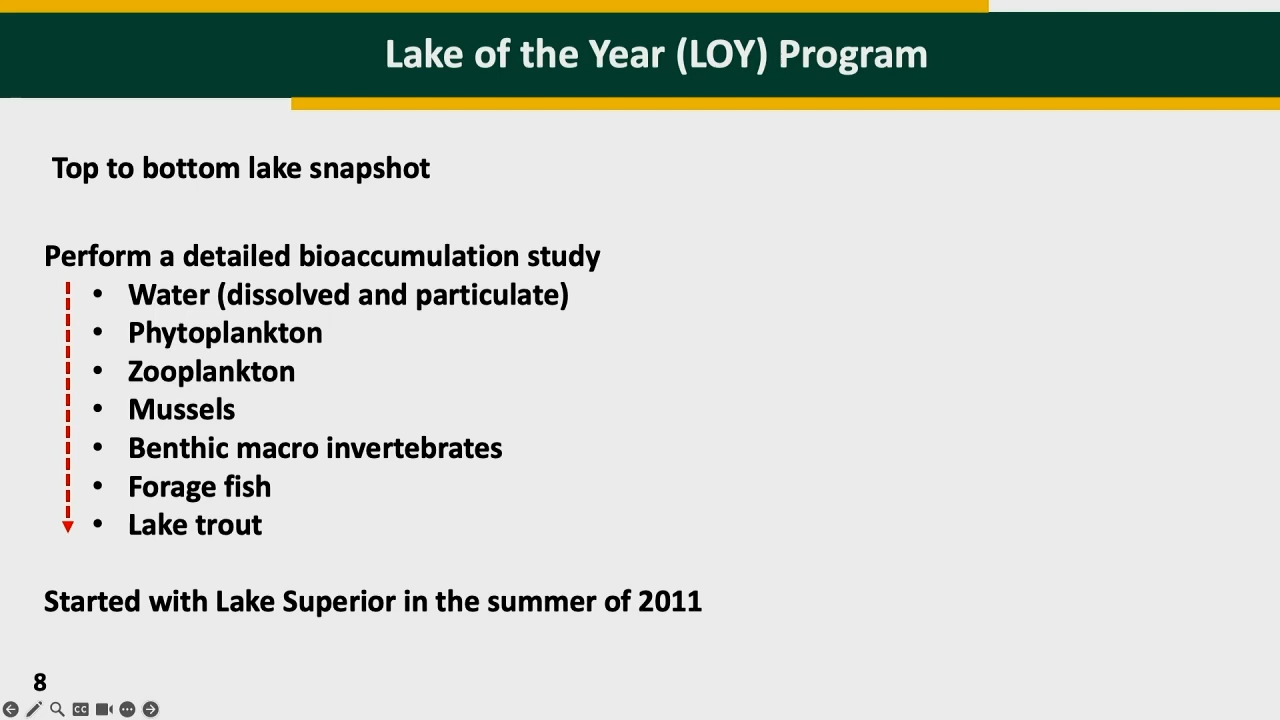 Lake of the Year (LOY) Program
Top to bottom lake snapshot
Perform a detailed bioaccumulation study
• Water (dissolved and particulate)
• Phytoplankton
• Zooplankton
• Mussels
• Benthic macro invertebrates
• Forage fish
• Lake trout
Started with Lake Superior in the summer of 2011
8
CC